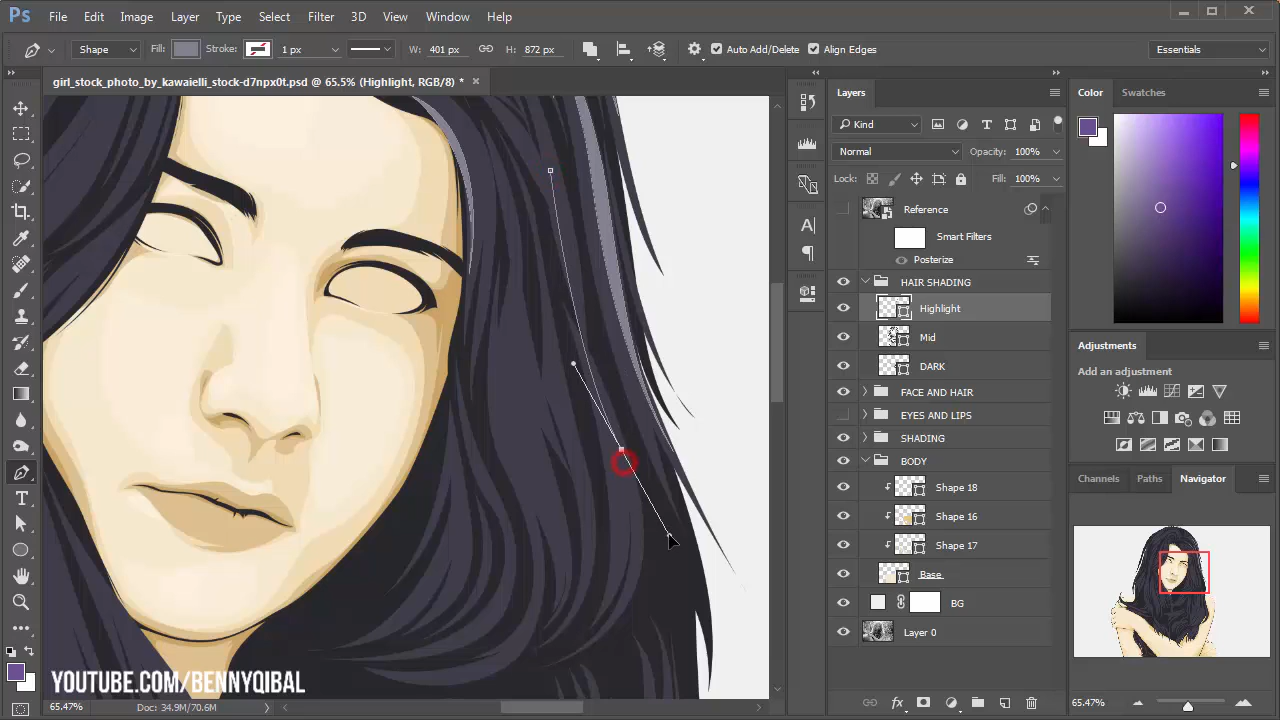 Ps File Edit Image Layer Type Select Filter 3D View Window Help
Shape Fill: Stroke: 1 px W: 401 px H: 872 px Auto Add/Delete Align Edges Essentials
girl_stock_photo_by_kawaielli_stock-d7npx0t.psd @ 65.5% (Highlight, RGB/8) *
Layers
Kind
Normal Opacity: 100%
Lock: Fill: 100%
Reference
Smart Filters
Posterize
HAIR SHADING
Highlight
Mid
DARK
FACE AND HAIR
EYES AND LIPS
SHADING
BODY
Shape 18
Shape 16
Shape 17
Base
BG
Layer 0
fx
Color Swatches
Adjustments
Add an adjustment
Channels Paths Navigator
65.47%
YOUTUBE.COM/BENNYQIBAL
65.47% Doc: 34.9M/70.6M